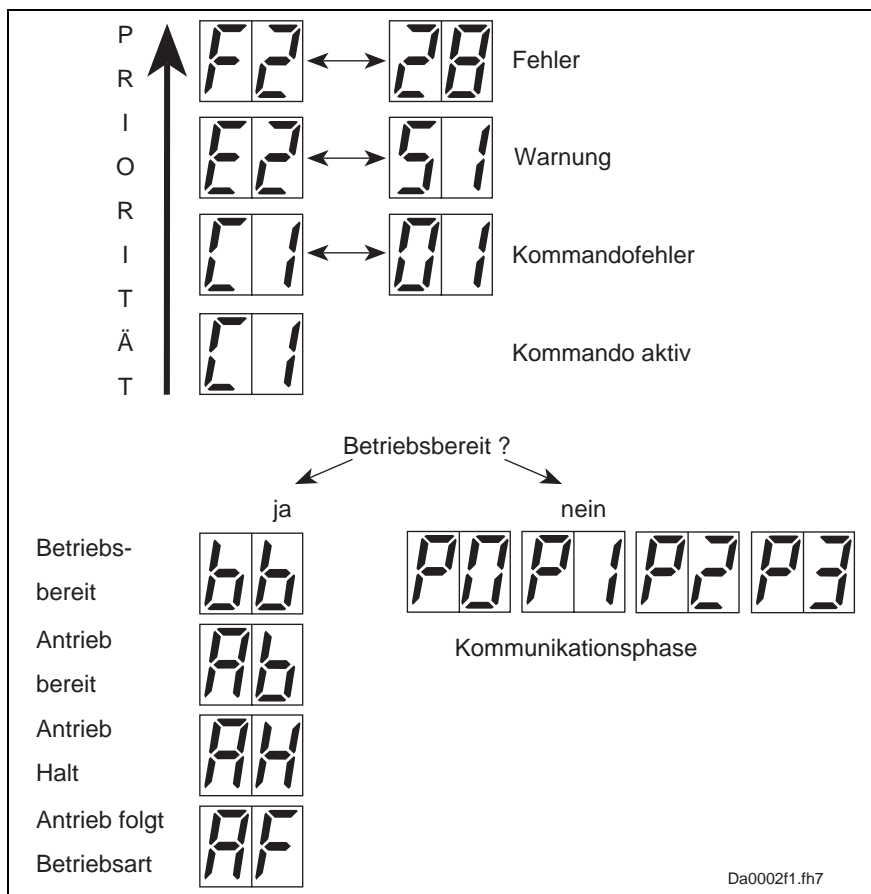 PRIORITÄT
F2 28 Fehler
E2 51 Warnung
C1 01 Kommandofehler
C1 Kommando aktiv
Betriebsbereit ?
ja nein
Betriebs-
bereit
bb
P0 P1 P2 P3
Kommunikationsphase
Antrieb
bereit
Ab
Antrieb
Halt
AH
Antrieb folgt
Betriebsart
AF
Da0002f1.fh7